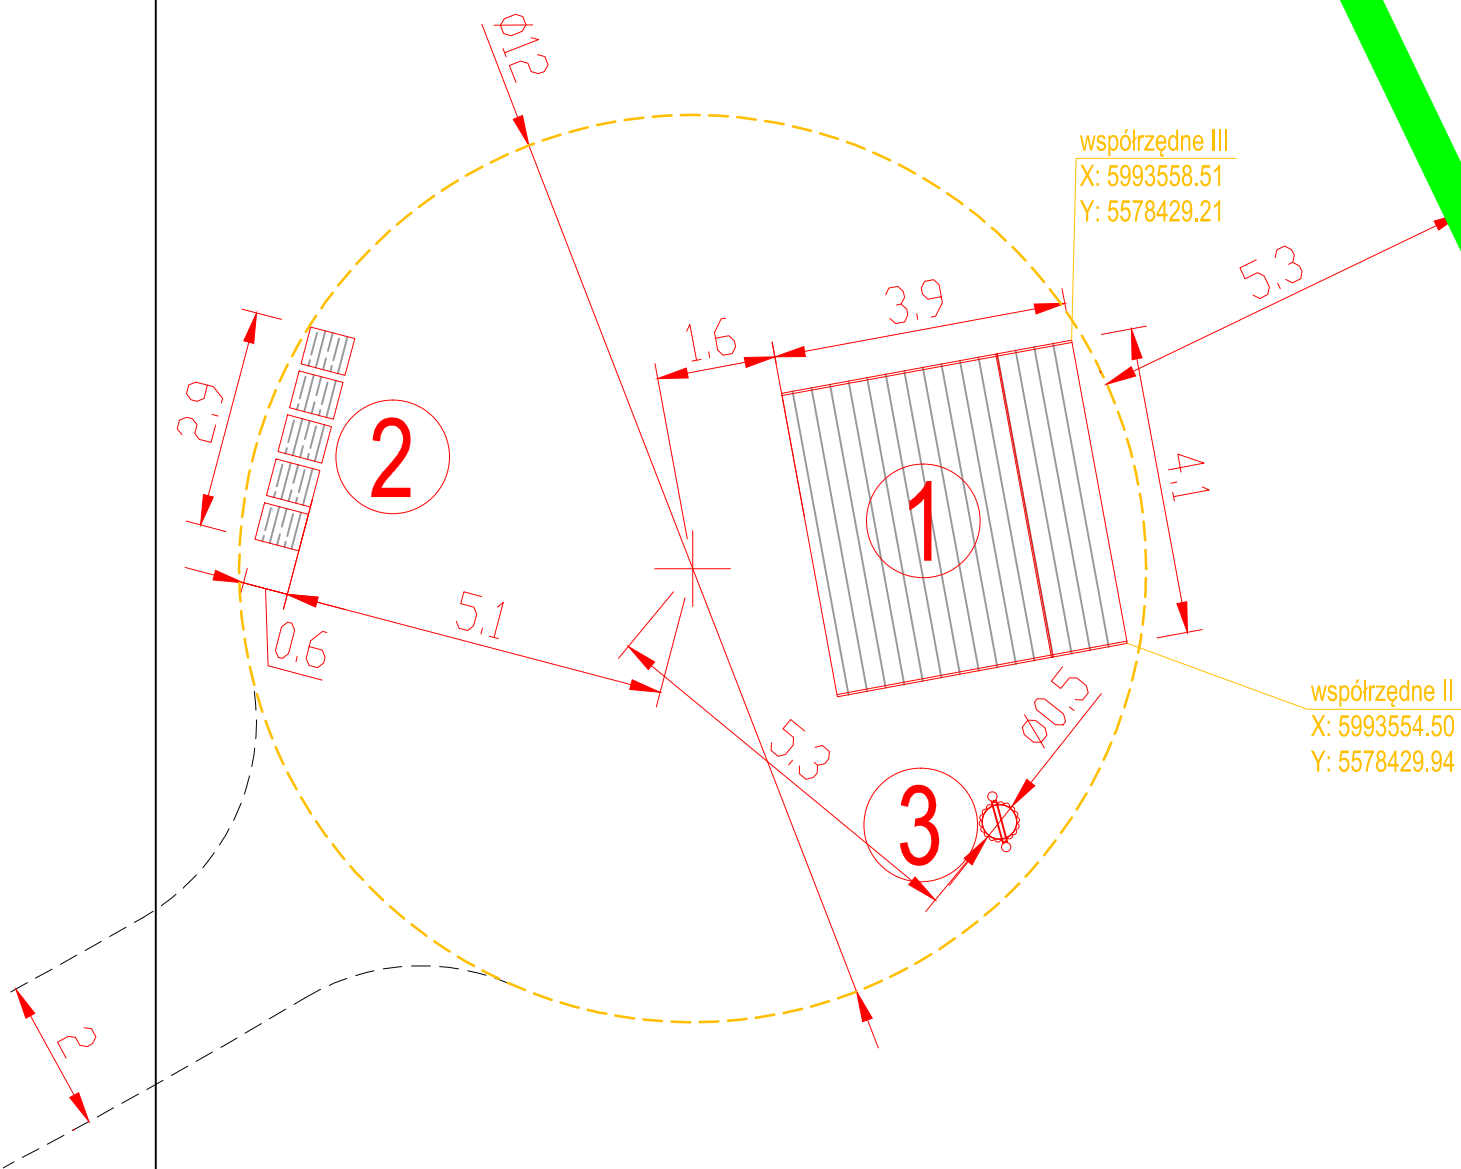 Φ12
współrzędne III
X: 5993558.51
Y: 5578429.21
5,3
3,9
1,6
2,9
2
1
4,1
5,1
0,6
współrzędne II
X: 5993554.50
Y: 5578429.94
Φ0.5
5,3
3
2